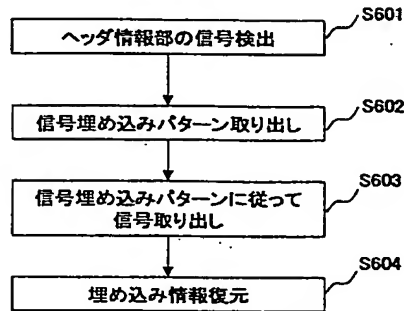 S601
ヘッダ情報部の信号検出
S602
信号埋め込みパターン取り出し
S603
信号埋め込みパターンに従って
信号取り出し
S604
埋め込み情報復元